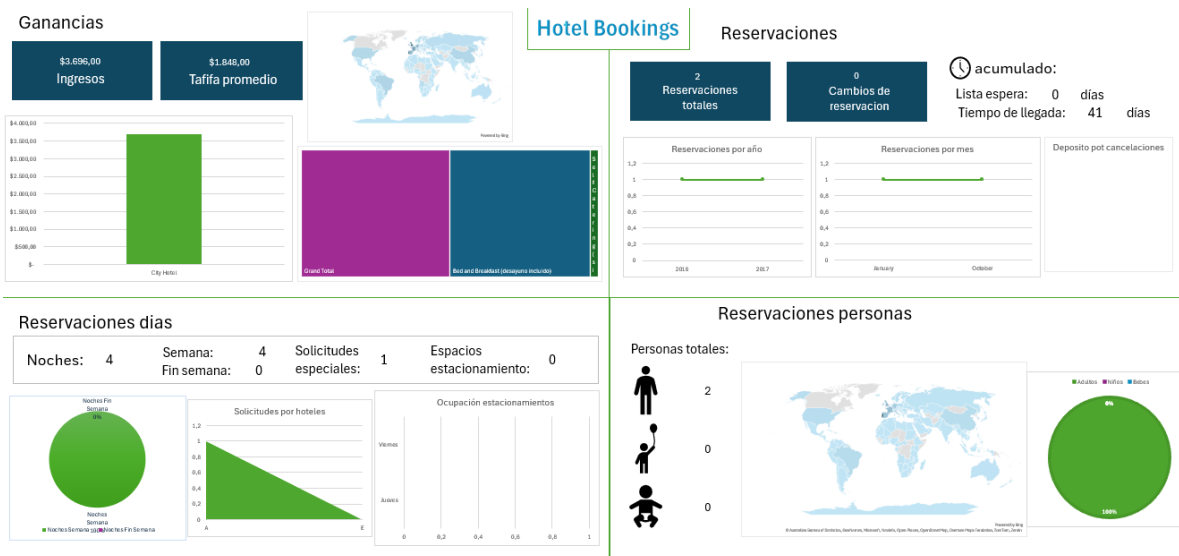 Ganancias
$3.696,00
Ingresos
$1.848,00
Tafifa promedio
Powered by Bing
Hotel Bookings
$4.000,00
$3.500,00
$3.000,00
$2.500,00
$2.000,00
$1.500,00
$1.000,00
$500,00
$-
City Hotel
Grand Total
Bed and Breakfast (desayuno incluido)
Reservaciones
2
Reservaciones
totales
0
Cambios de
reservacion
acumulado:
Lista espera: 0 días
Tiempo de llegada: 41 días
Reservaciones por año
1,2
1
0,8
0,6
0,4
0,2
0
2016 2017
Reservaciones por mes
1,2
1
0,8
0,6
0,4
0,2
0
January October
Deposito pot cancelaciones
Reservaciones dias
Noches: 4
Semana: 4
Fin semana: 0
Solicitudes
especiales: 1
Espacios
estacionamiento: 0
Noches Fin
Semana
0%
Noches
Semana
100%
Noches Semana Noches Fin Semana
Solicitudes por hoteles
1,2
1
0,8
0,6
0,4
0,2
0
A E
Ocupación estacionamientos
Viernes
Jueves
0 0,2 0,4 0,6 0,8 1
Reservaciones personas
Personas totales:
2
0
0
Powered by Bing
Adultos Niños Bebes
0%
100%